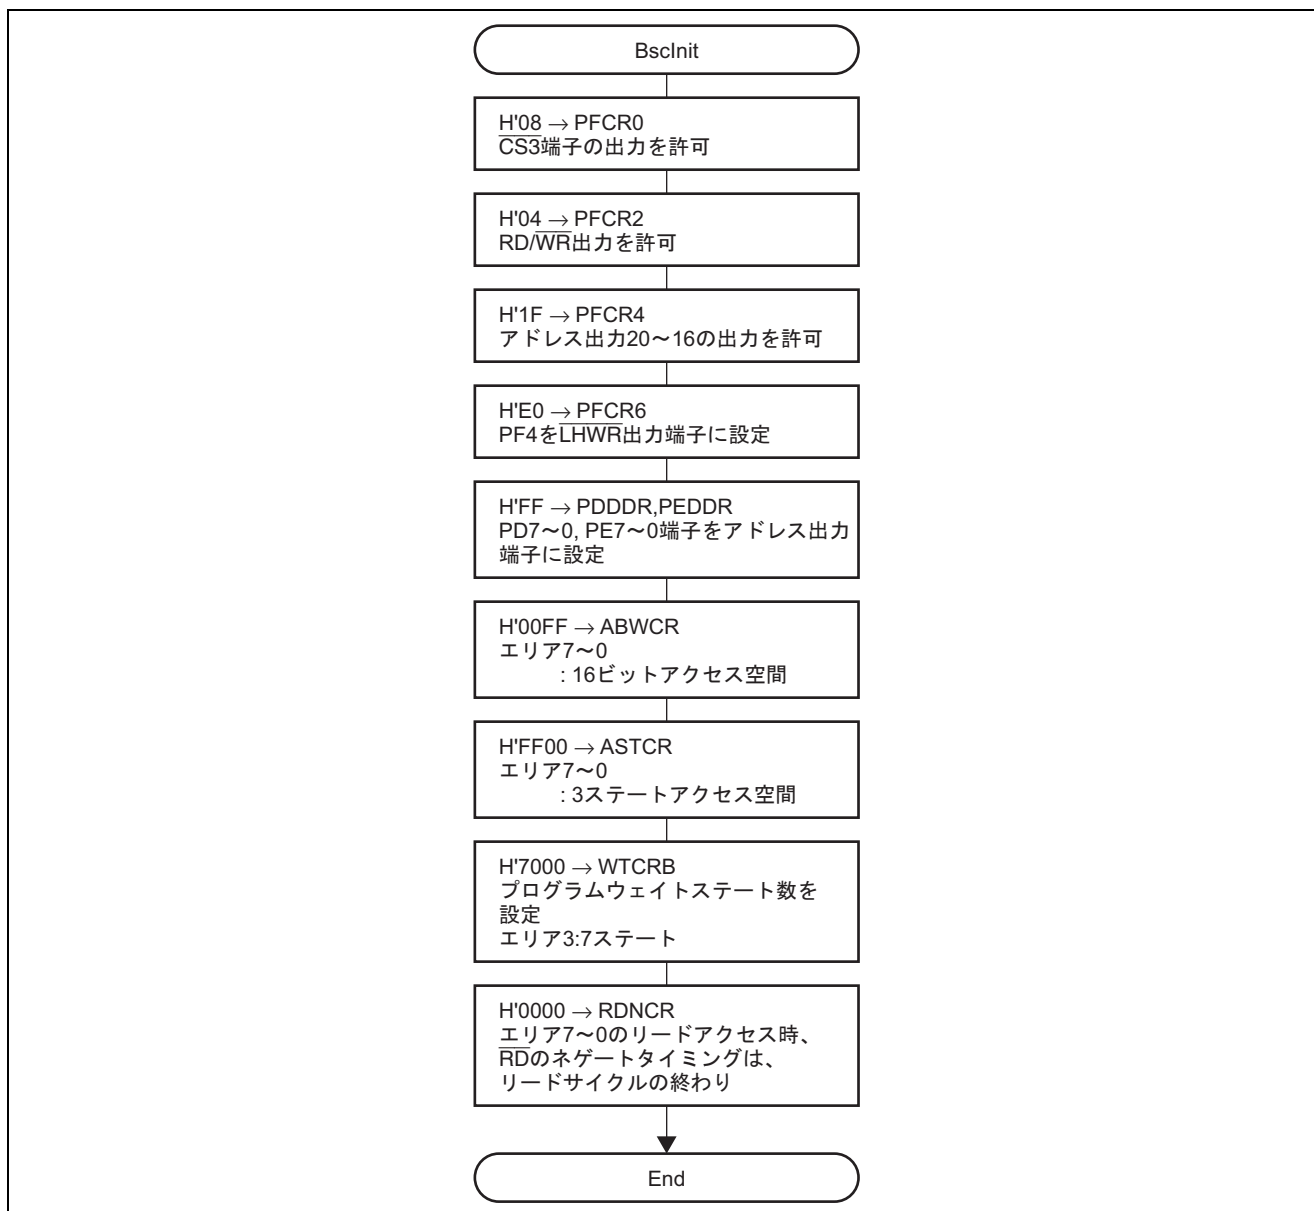 BscInit
H'08 → PFCR0
CS3端子の出力を許可
H'04 → PFCR2
RD/WR出力を許可
H'1F → PFCR4
アドレス出力20～16の出力を許可
H'E0 → PFCR6
PF4をLHWR出力端子に設定
H'FF → PDDDR,PEDDR
PD7～0, PE7～0端子をアドレス出力
端子に設定
H'00FF → ABWCR
エリア7～0
: 16ビットアクセス空間
H'FF00 → ASTCR
エリア7～0
: 3ステートアクセス空間
H'7000 → WTCRB
プログラムウェイトステート数を
設定
エリア3:7ステート
H'0000 → RDNCR
エリア7～0のリードアクセス時、
RDのネゲートタイミングは、
リードサイクルの終わり
End